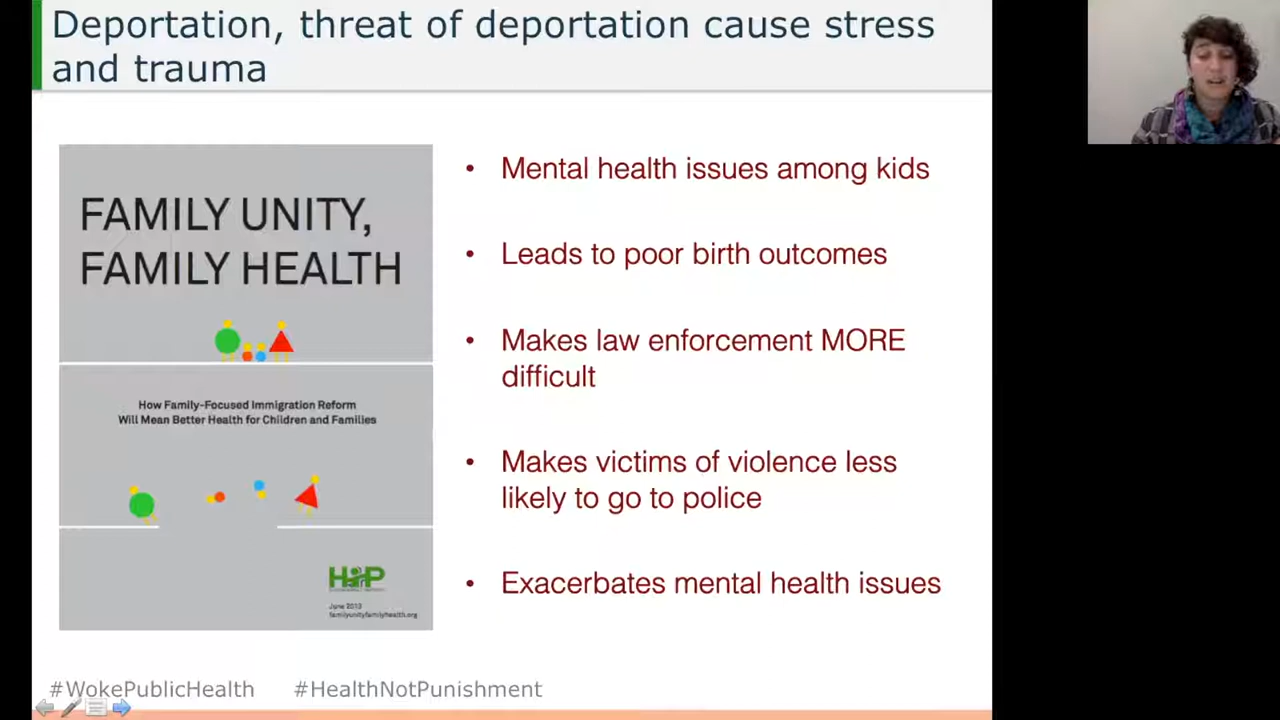 Deportation, threat of deportation cause stress
and trauma
FAMILY UNITY,
FAMILY HEALTH
How Family-Focused Immigration Reform
Will Mean Better Health for Children and Families
HIP
June 2013
familyunityfamilyhealth.org
• Mental health issues among kids
• Leads to poor birth outcomes
• Makes law enforcement MORE
difficult
• Makes victims of violence less
likely to go to police
• Exacerbates mental health issues
#WokePublicHealth #HealthNotPunishment